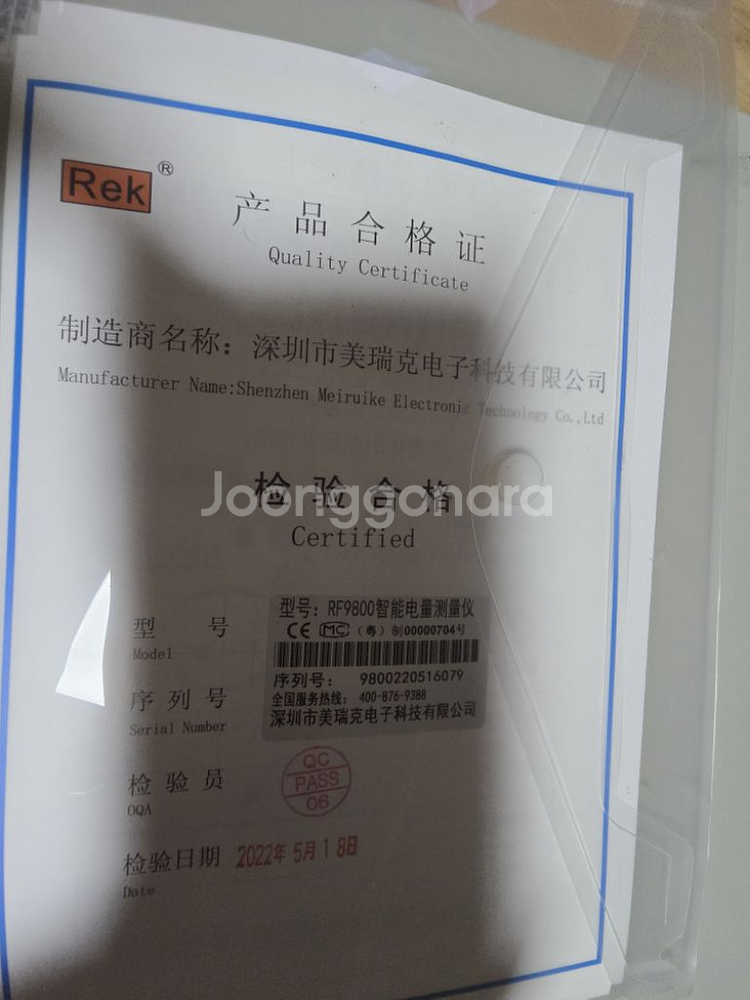 Rek®
产品合格证
Quality Certificate
制造商名称：深圳市美瑞克电子科技有限公司
Manufacturer Name:Shenzhen Meiruike Electronic Technology Co.,Ltd
检验合格
Joonggonara
Certified
型号
Model
型号：RF9800智能电量测量仪
CE MC（粤）制00000704号
序列号：9800220516079
全国服务热线：400-876-9388
深圳市美瑞克电子科技有限公司
序列号
Serial Number
检验员
OQA
QC
PASS
06
检验日期 2022年5月18日
Date